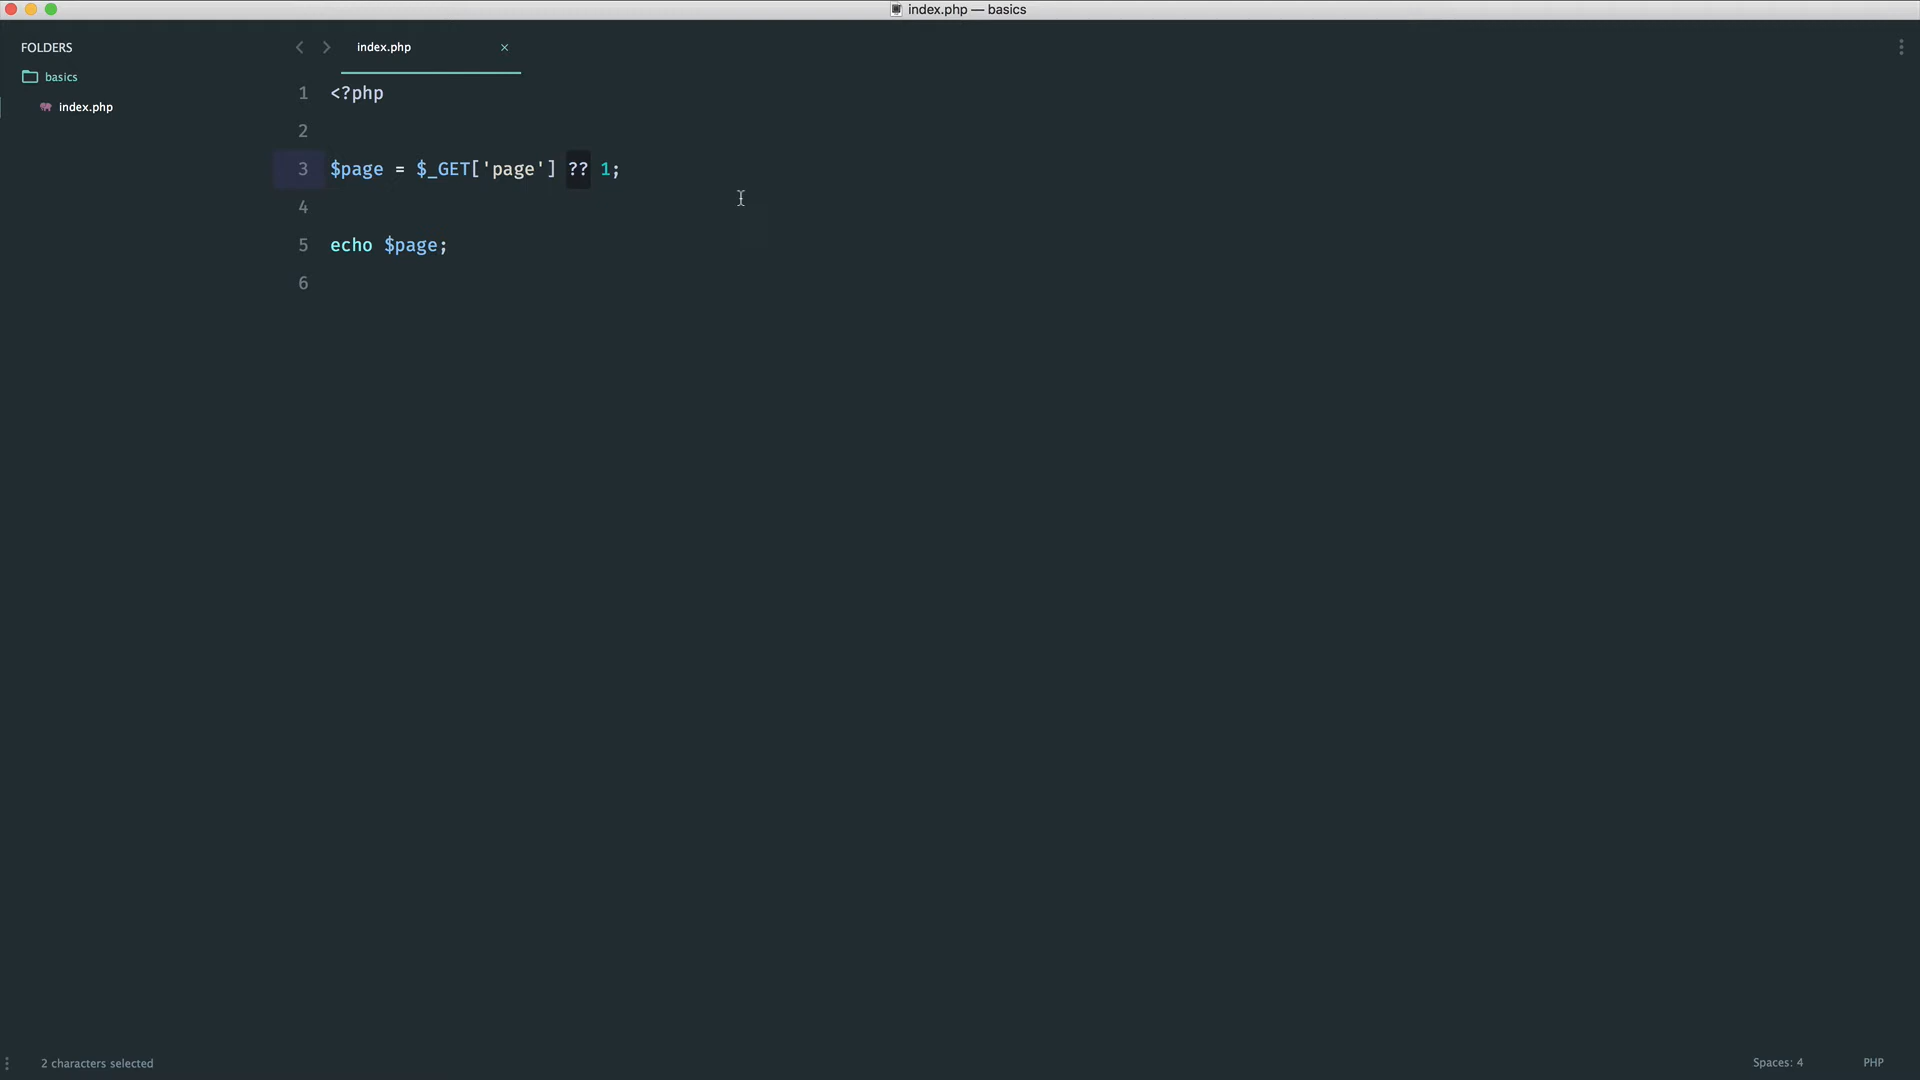 index.php — basics
FOLDERS
basics
index.php
index.php ×
1 <?php
2
3 $page = $_GET['page'] ?? 1;
4
5 echo $page;
6
2 characters selected
Spaces: 4
PHP